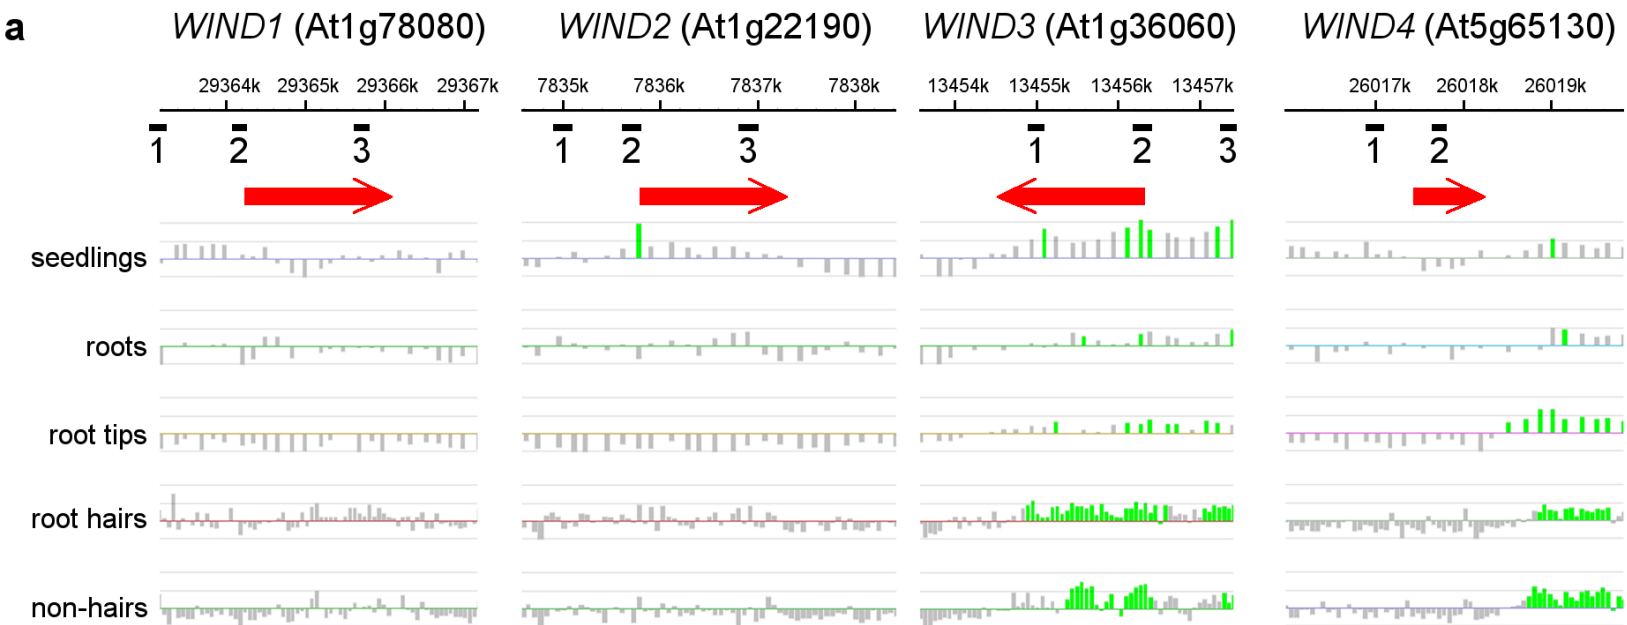 a
WIND1 (At1g78080) WIND2 (At1g22190) WIND3 (At1g36060) WIND4 (At5g65130)
29364k 29365k 29366k 29367k 7835k 7836k 7837k 7838k 13454k 13455k 13456k 13457k 26017k 26018k 26019k
1 2 3 1 2 3 1 2 3 1 2
seedlings
roots
root tips
root hairs
non-hairs